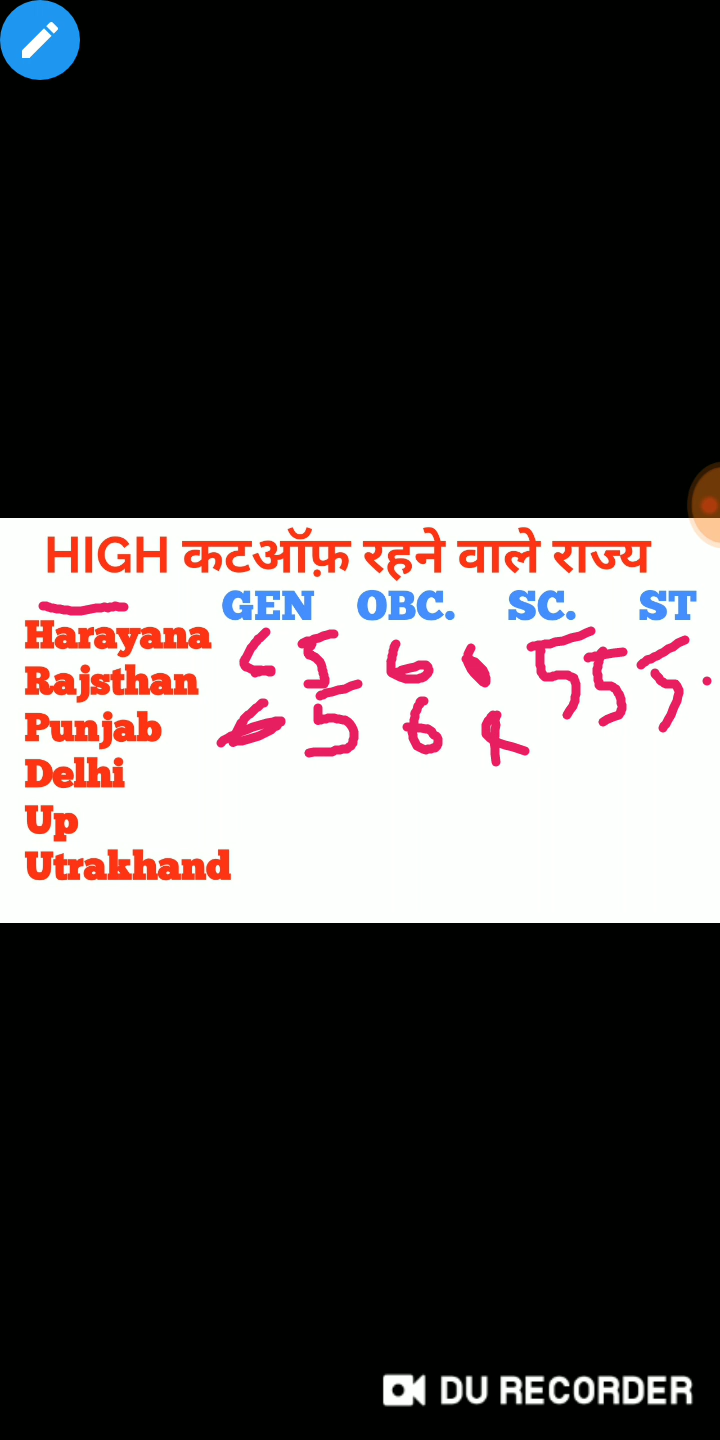 HIGH कटऑफ़ रहने वाले राज्य
GEN OBC. SC. ST
Harayana
Rajsthan
Punjab
Delhi
Up
Utrakhand
DU RECORDER